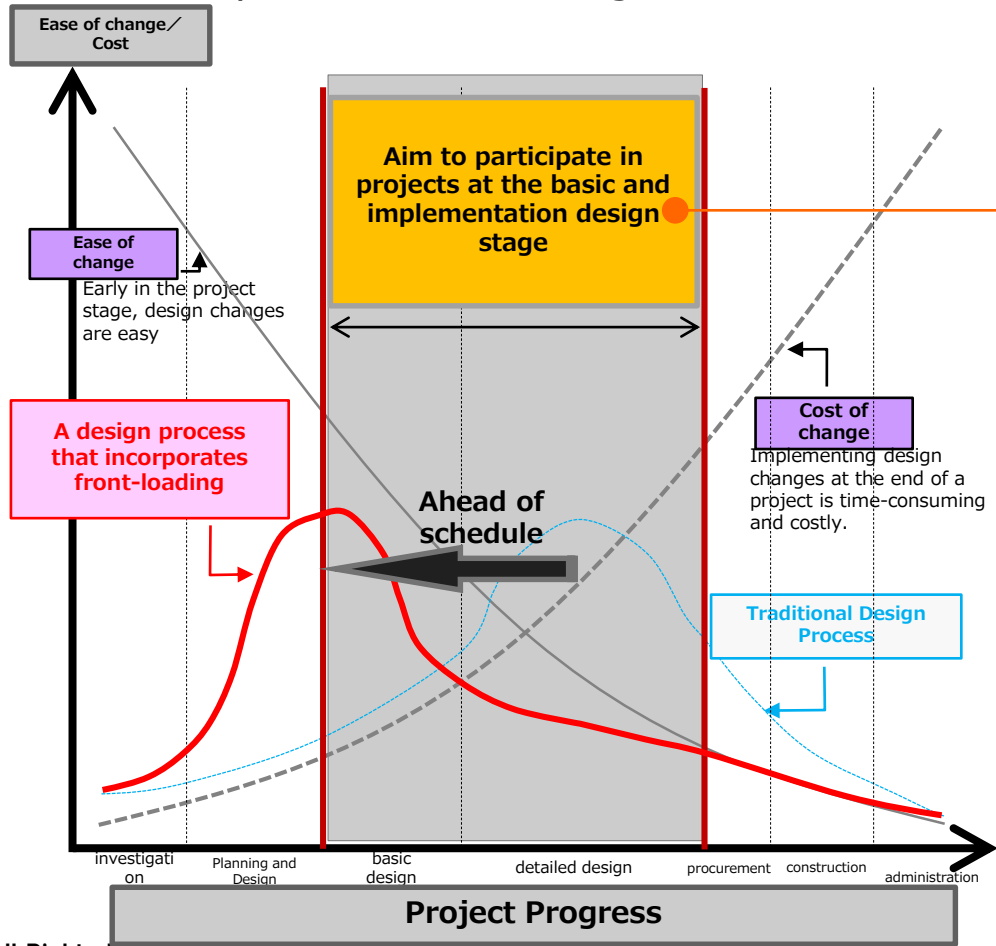 Ease of change／
Cost
Aim to participate in
projects at the basic and
implementation design
stage
Ease of
change
Early in the project
stage, design changes
are easy
A design process
that incorporates
front-loading
Ahead of
schedule
Cost of
change
Implementing design
changes at the end of a
project is time-consuming
and costly.
Traditional Design
Process
investigati
on
Planning and
Design
basic
design
detailed design
procurement
construction
administration
Project Progress